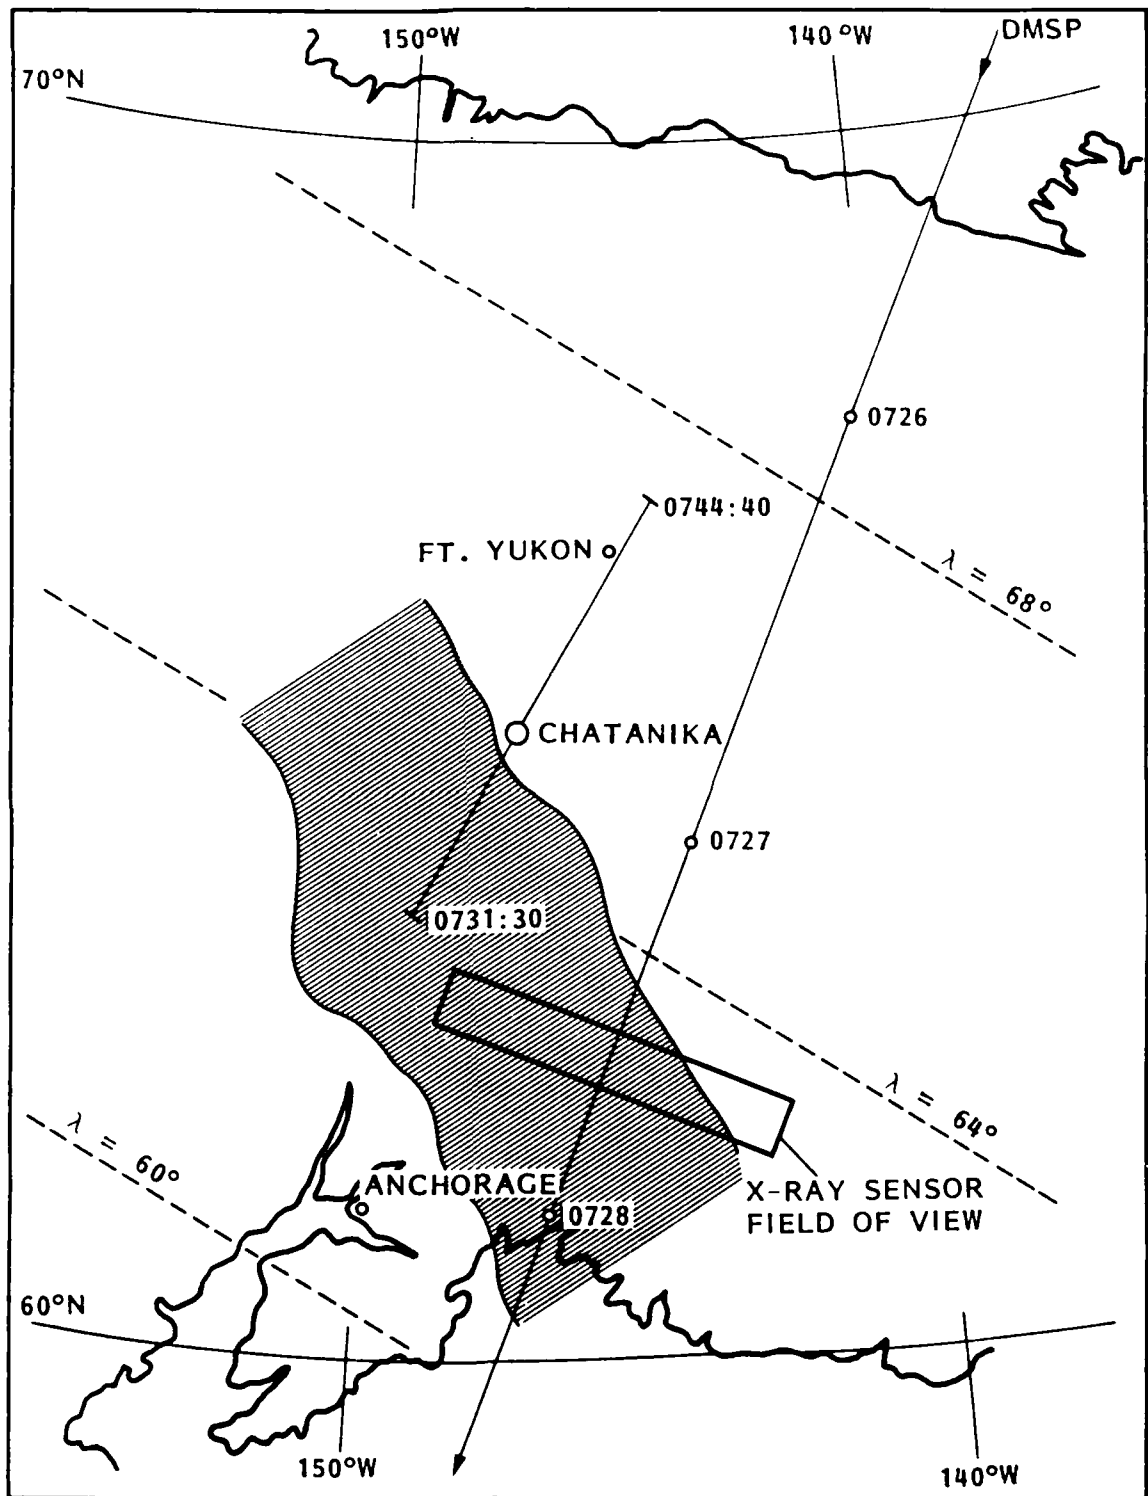 150°W
140°W
DMSP
70°N
0726
0744:40
FT. YUKON
λ = 68°
CHATANIKA
0727
0731:30
λ = 64°
λ = 60°
ANCHORAGE
X-RAY SENSOR
FIELD OF VIEW
0728
60°N
150°W
140°W